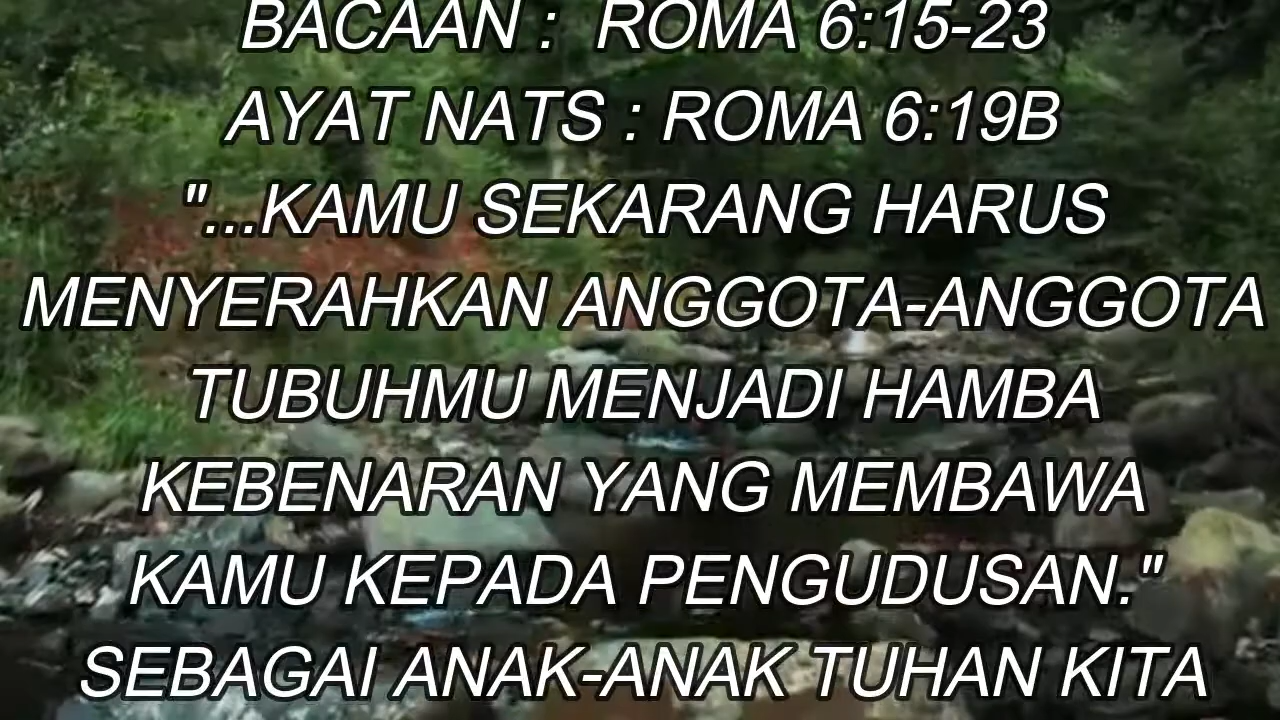 BACAAN :  ROMA 6:15-23
AYAT NATS : ROMA 6:19B
"...KAMU SEKARANG HARUS
MENYERAHKAN ANGGOTA-ANGGOTA
TUBUHMU MENJADI HAMBA
KEBENARAN YANG MEMBAWA
KAMU KEPADA PENGUDUSAN."
SEBAGAI ANAK-ANAK TUHAN KITA